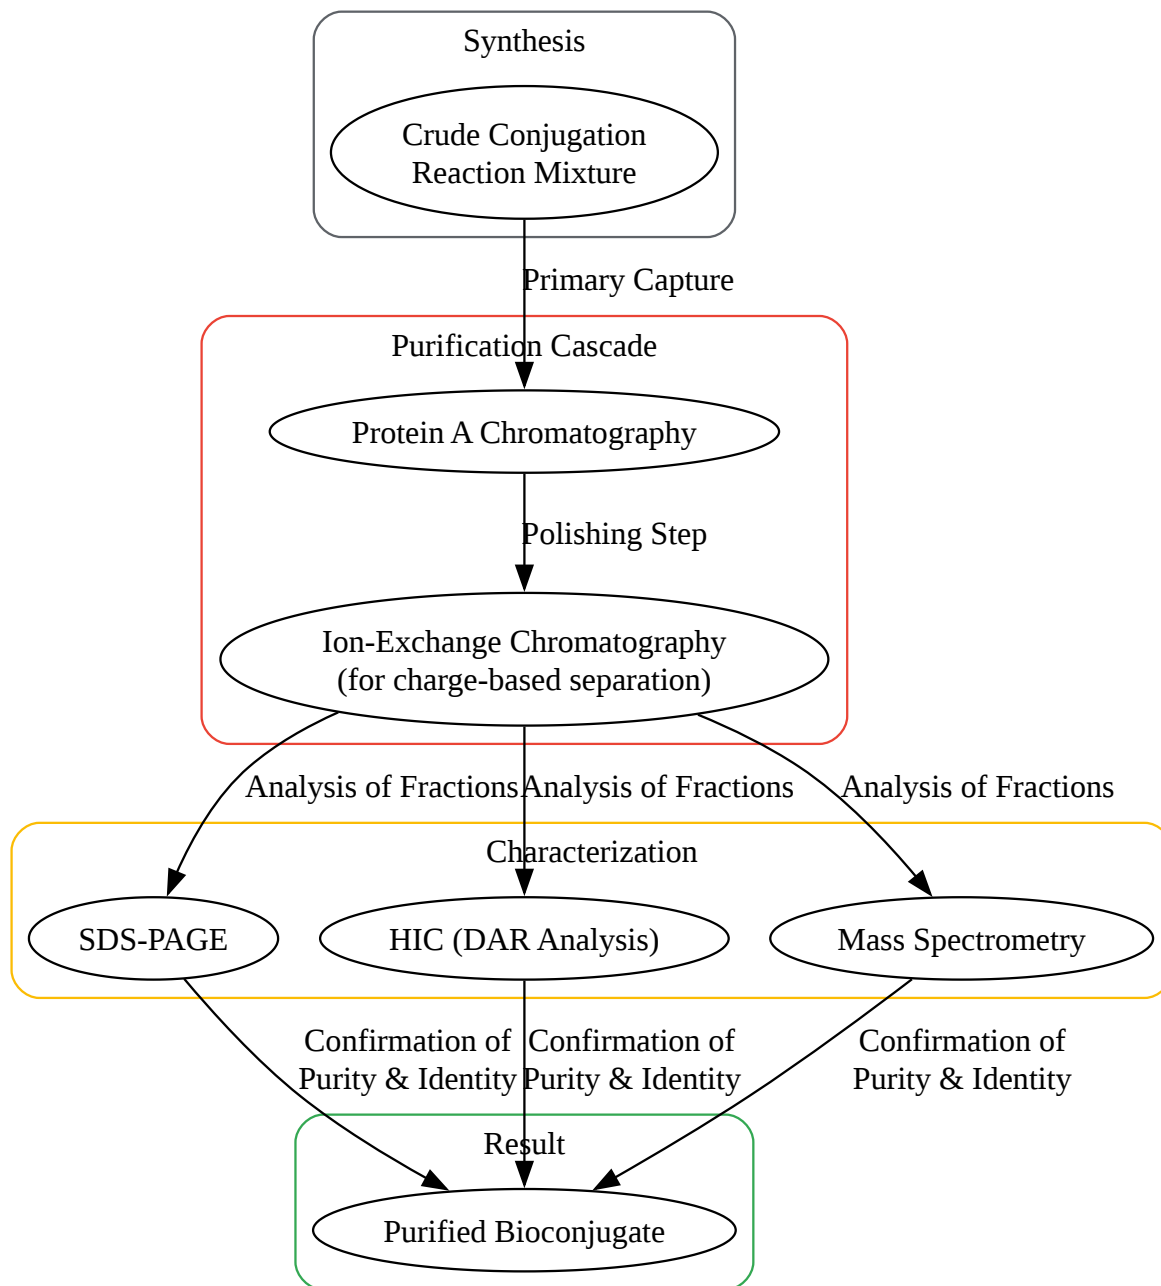 Synthesis
Crude Conjugation
Reaction Mixture
Primary Capture
Purification Cascade
Protein A Chromatography
Polishing Step
Ion-Exchange Chromatography
(for charge-based separation)
Analysis of Fractions
Analysis of Fractions
Analysis of Fractions
Characterization
SDS-PAGE
HIC (DAR Analysis)
Mass Spectrometry
Confirmation of
Purity & Identity
Confirmation of
Purity & Identity
Confirmation of
Purity & Identity
Result
Purified Bioconjugate